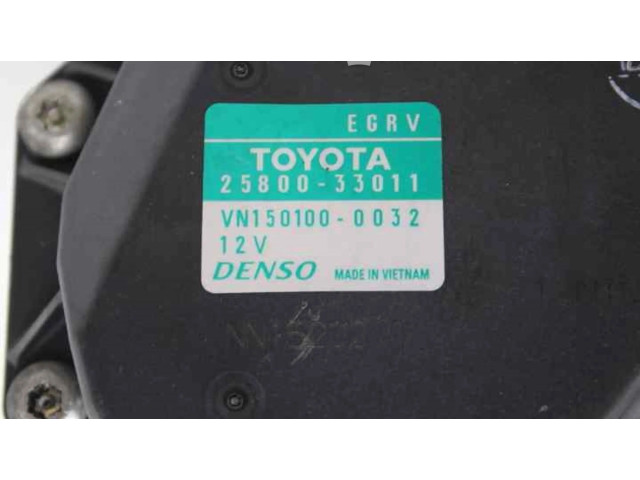 EGRV
TOYOTA
25800-33011
VN150100-0032
12V
DENSO MADE IN VIETNAM